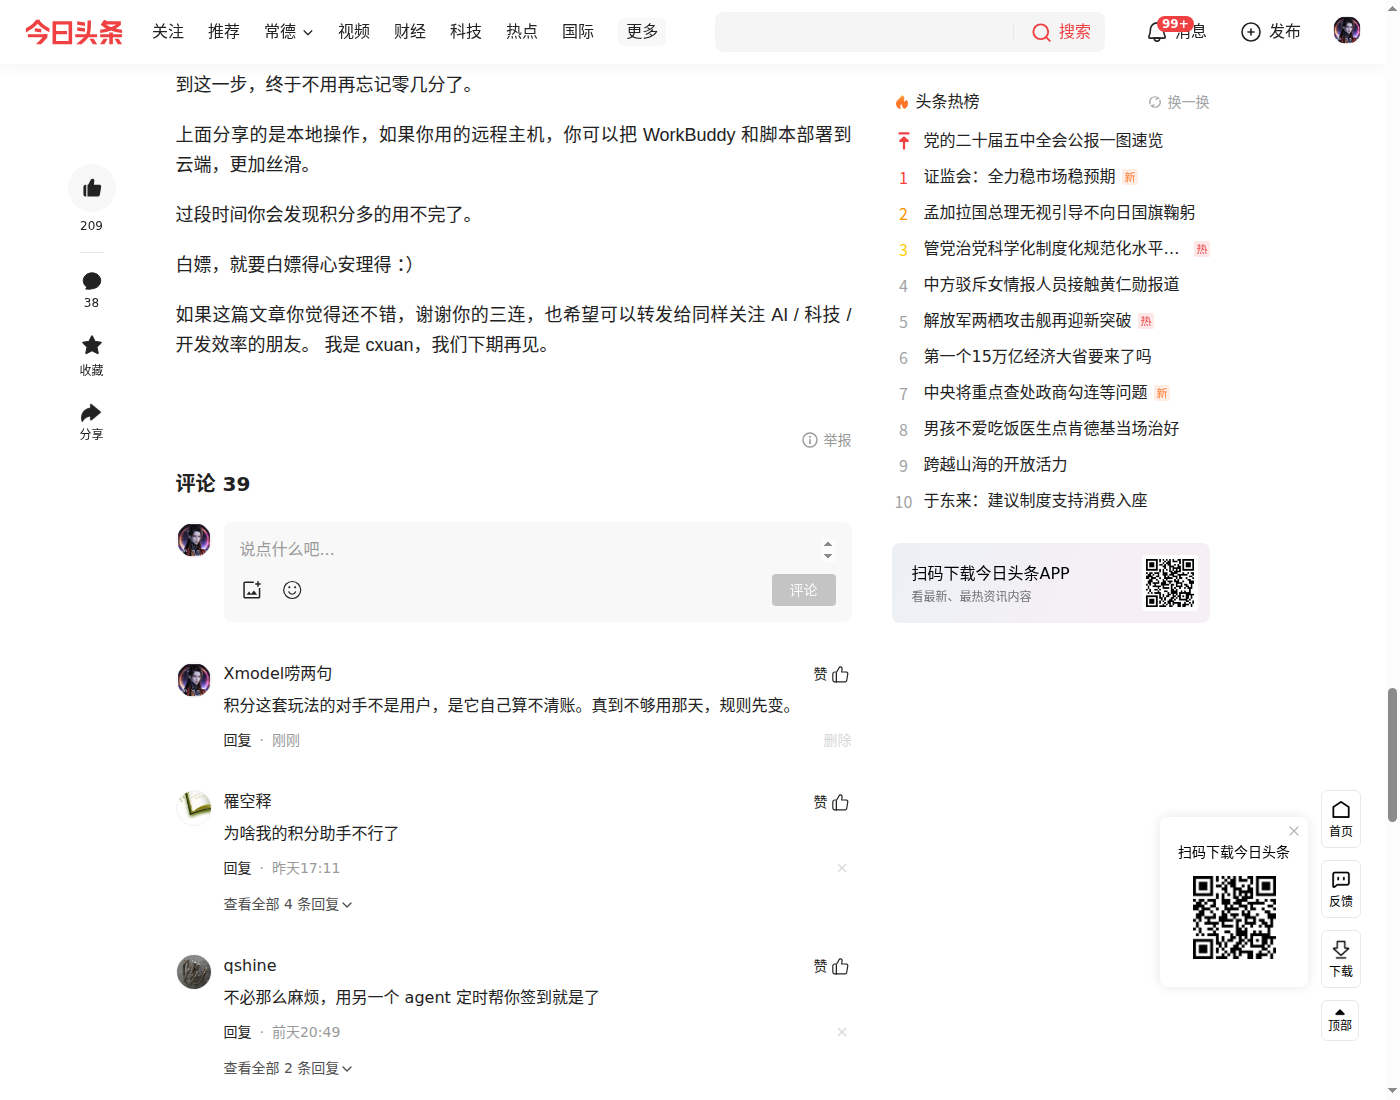 今日头条
关注 推荐 常德 视频 财经 科技 热点 国际 更多
搜索
99+
消息
发布
到这一步，终于不用再忘记零几分了。
上面分享的是本地操作，如果你用的远程主机，你可以把 WorkBuddy 和脚本部署到
云端，更加丝滑。
过段时间你会发现积分多的用不完了。
白嫖，就要白嫖得心安理得 :)
如果这篇文章你觉得还不错，谢谢你的三连，也希望可以转发给同样关注 AI / 科技 /
开发效率的朋友。 我是 cxuan，我们下期再见。
209
38
收藏
分享
举报
评论 39
说点什么吧...
评论
Xmodel唠两句
赞
积分这套玩法的对手不是用户，是它自己算不清账。真到不够用那天，规则先变。
回复 · 刚刚
删除
罹空释
赞
为啥我的积分助手不行了
回复 · 昨天17:11
查看全部 4 条回复
qshine
赞
不必那么麻烦，用另一个 agent 定时帮你签到就是了
回复 · 前天20:49
查看全部 2 条回复
头条热榜
换一换
党的二十届五中全会公报一图速览
1 证监会：全力稳市场稳预期 新
2 孟加拉国总理无视引导不向日国旗鞠躬
3 管党治党科学化制度化规范化水平... 热
4 中方驳斥女情报人员接触黄仁勋报道
5 解放军两栖攻击舰再迎新突破 热
6 第一个15万亿经济大省要来了吗
7 中央将重点查处政商勾连等问题 新
8 男孩不爱吃饭医生点肯德基当场治好
9 跨越山海的开放活力
10 于东来：建议制度支持消费入座
扫码下载今日头条APP
看最新、最热资讯内容
扫码下载今日头条
首页
反馈
下载
顶部